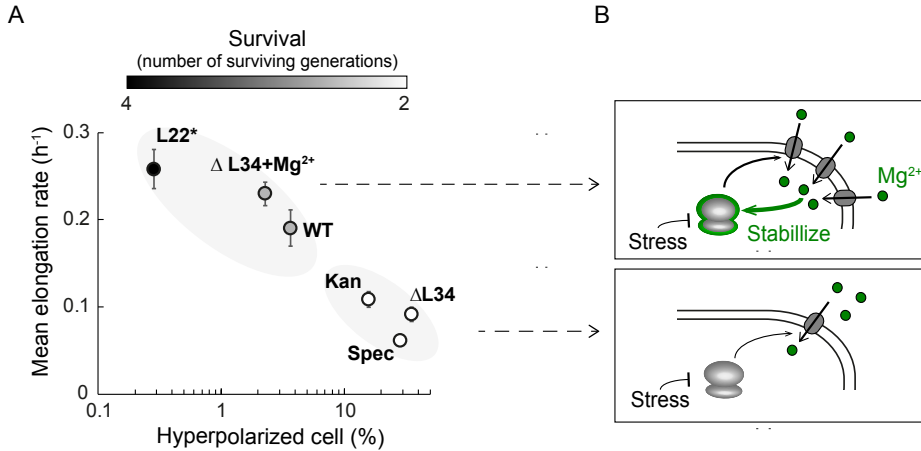 A
B
Survival
(number of surviving generations)
4
2
Mean elongation rate (h⁻¹)
0.3
0.2
0.1
0
L22*
Δ L34+Mg²⁺
WT
Kan
ΔL34
Spec
0.1
1
10
Hyperpolarized cell (%)
Mg²⁺
Stress
Stabillize
Stress